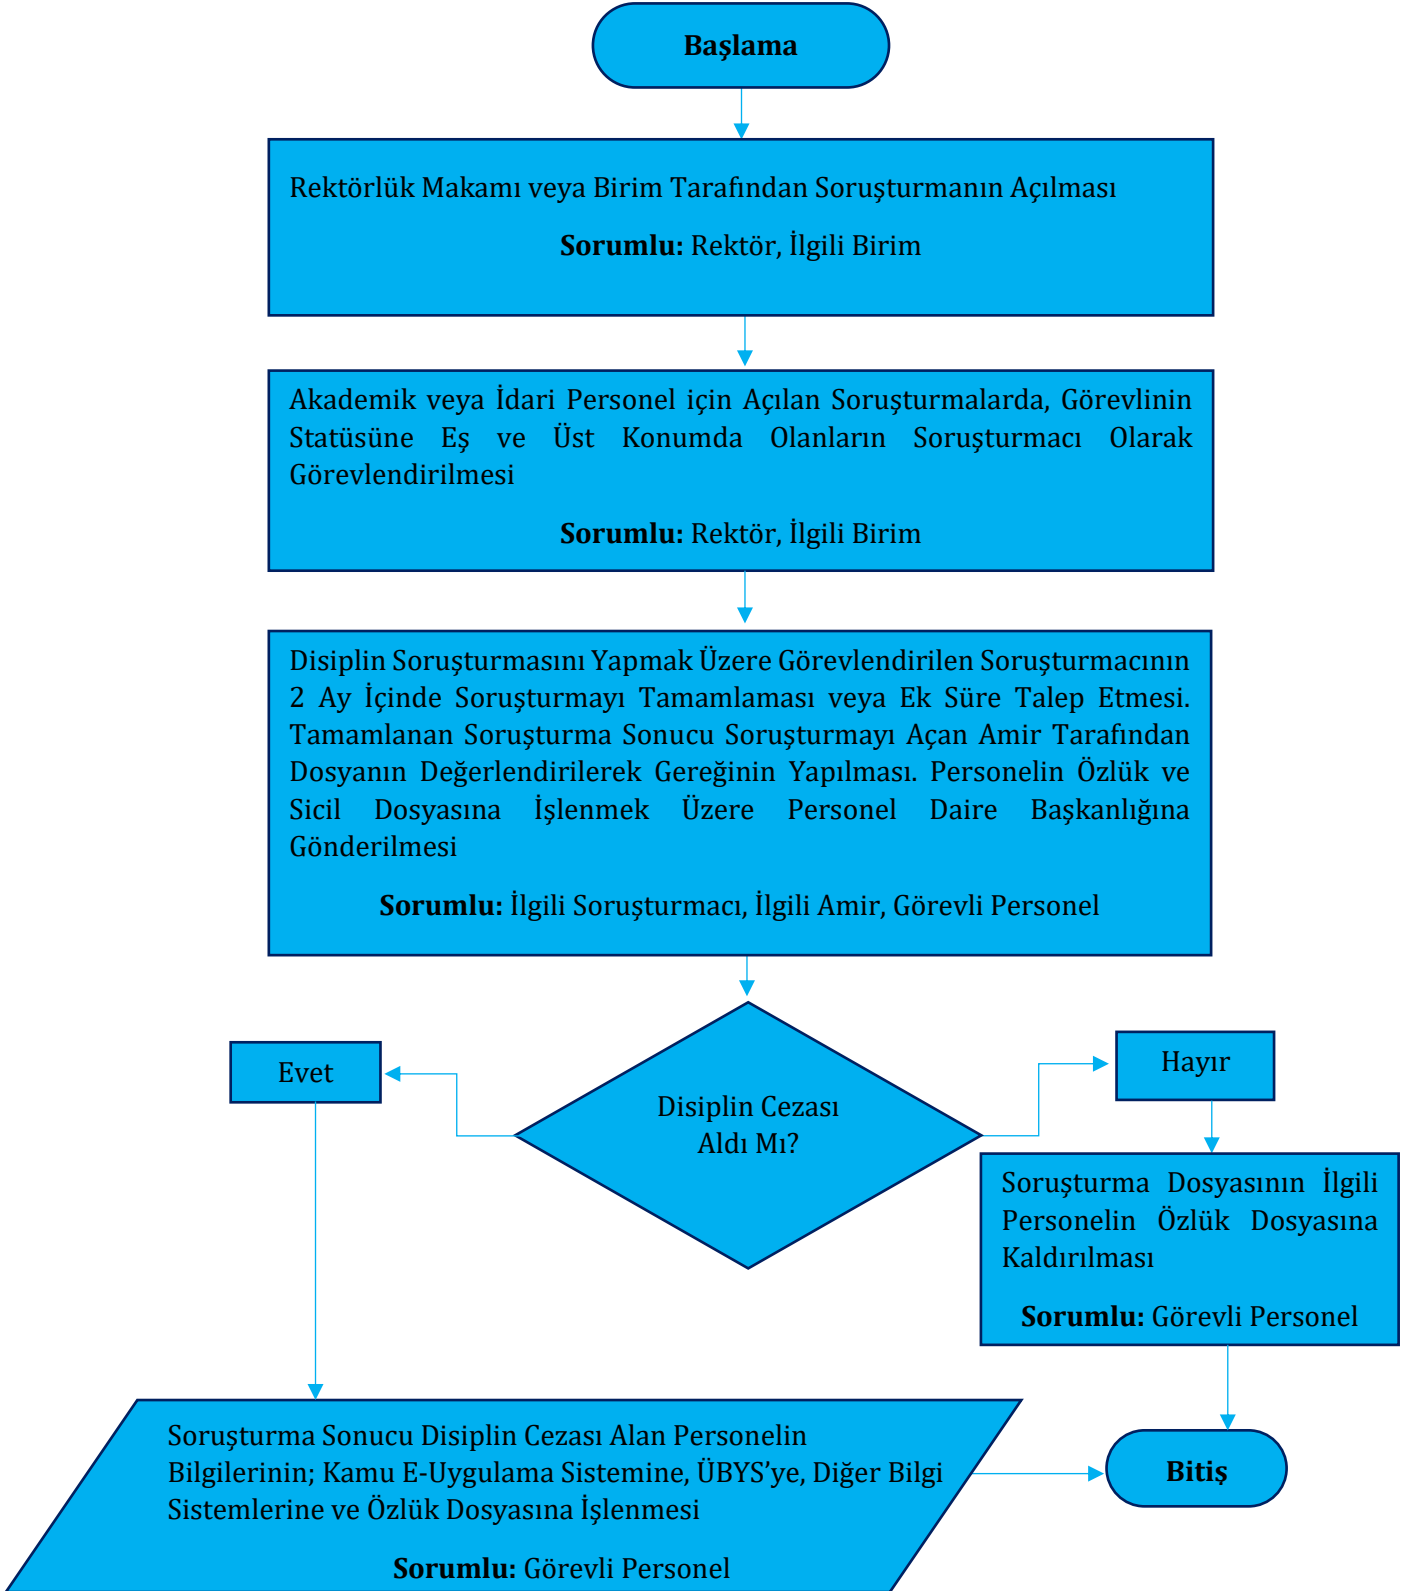 Başlama
Rektörlük Makamı veya Birim Tarafından Soruşturmanın Açılması
Sorumlu: Rektör, İlgili Birim
Akademik veya İdari Personel için Açılan Soruşturmalarda, Görevlinin
Statüsüne Eş ve Üst Konumda Olanların Soruşturmacı Olarak
Görevlendirilmesi
Sorumlu: Rektör, İlgili Birim
Disiplin Soruşturmasını Yapmak Üzere Görevlendirilen Soruşturmacının
2 Ay İçinde Soruşturmayı Tamamlaması veya Ek Süre Talep Etmesi.
Tamamlanan Soruşturma Sonucu Soruşturmayı Açan Amir Tarafından
Dosyanın Değerlendirilerek Gereğinin Yapılması. Personelin Özlük ve
Sicil Dosyasına İşlenmek Üzere Personel Daire Başkanlığına
Gönderilmesi
Sorumlu: İlgili Soruşturmacı, İlgili Amir, Görevli Personel
Disiplin Cezası
Aldı Mı?
Evet
Hayır
Soruşturma Dosyasının İlgili
Personelin Özlük Dosyasına
Kaldırılması
Sorumlu: Görevli Personel
Soruşturma Sonucu Disiplin Cezası Alan Personelin
Bilgilerinin; Kamu E-Uygulama Sistemine, ÜBYS’ye, Diğer Bilgi
Sistemlerine ve Özlük Dosyasına İşlenmesi
Sorumlu: Görevli Personel
Bitiş